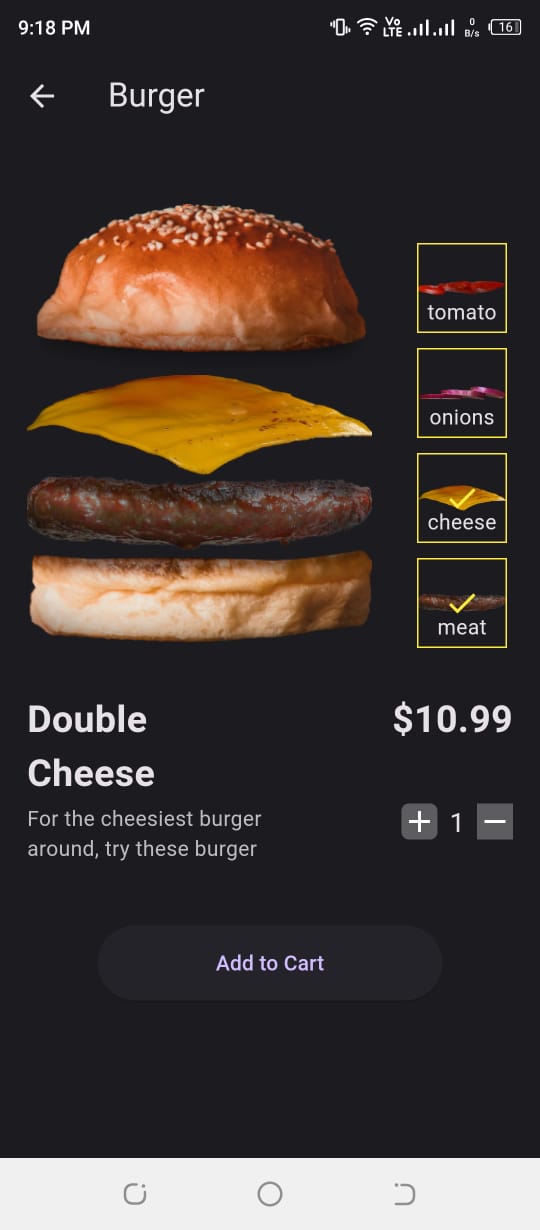 9:18 PM
Vo
LTE
0
B/s
16
Burger
tomato
onions
cheese
meat
Double
Cheese
$10.99
For the cheesiest burger
around, try these burger
1
Add to Cart